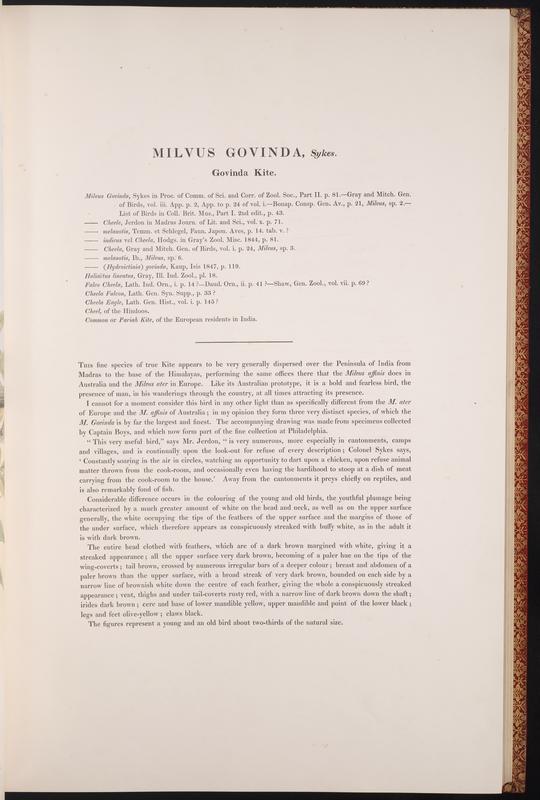 MILVUS GOVINDA, Sykes.
Govinda Kite.
Milvus Govinda, Sykes in Proc. of Comm. of Sci. and Corr. of Zool. Soc., Part II. p. 81.—Gray and Mitch. Gen.
of Birds, vol. iii. App. p. 2, App. to p. 24 of vol. i.—Bonap. Consp. Gen. Av., p. 21, Milvus, sp. 2.—
List of Birds in Coll. Brit. Mus., Part I. 2nd edit., p. 43.
—— Cheele, Jerdon in Madras Journ. of Lit. and Sci., vol. x. p. 71.
—— melanotis, Temm. et Schlegel, Faun. Japon. Aves, p. 14. tab. v. ?
—— indicus vel Cheela, Hodgs. in Gray's Zool. Misc. 1844, p. 81.
—— Cheela, Gray and Mitch. Gen. of Birds, vol. i. p. 24, Milvus, sp. 3.
—— melanotis, Ib., Milvus, sp. 6.
—— (Hydroictinia) govinda, Kaup, Isis 1847, p. 119.
Haliaëtus lineatus, Gray, Ill. Ind. Zool., pl. 18.
Falco Cheela, Lath. Ind. Orn., i. p. 14 ?—Daud. Orn., ii. p. 41 ?—Shaw, Gen. Zool., vol. vii. p. 69 ?
Cheela Falcon, Lath. Gen. Syn. Supp., p. 33 ?
Cheela Eagle, Lath. Gen. Hist., vol. i. p. 145 ?
Cheel, of the Hindoos.
Common or Pariah Kite, of the European residents in India.
This fine species of true Kite appears to be very generally dispersed over the Peninsula of India from
Madras to the base of the Himalayas, performing the same offices there that the Milvus affinis does in
Australia and the Milvus ater in Europe. Like its Australian prototype, it is a bold and fearless bird, the
presence of man, in his wanderings through the country, at all times attracting its presence.
I cannot for a moment consider this bird in any other light than as specifically different from the M. ater
of Europe and the M. affinis of Australia ; in my opinion they form three very distinct species, of which the
M. Govinda is by far the largest and finest. The accompanying drawing was made from specimens collected
by Captain Boys, and which now form part of the fine collection at Philadelphia.
“ This very useful bird,” says Mr. Jerdon, “ is very numerous, more especially in cantonments, camps
and villages, and is continually upon the look-out for refuse of every description ; Colonel Sykes says,
‘ Constantly soaring in the air in circles, watching an opportunity to dart upon a chicken, upon refuse animal
matter thrown from the cook-room, and occasionally even having the hardihood to stoop at a dish of meat
carrying from the cook-room to the house.’ Away from the cantonments it preys chiefly on reptiles, and
is also remarkably fond of fish.
Considerable difference occurs in the colouring of the young and old birds, the youthful plumage being
characterized by a much greater amount of white on the head and neck, as well as on the upper surface
generally, the white occupying the tips of the feathers of the upper surface and the margins of those of
the under surface, which therefore appears as conspicuously streaked with buffy white, as in the adult it
is with dark brown.
The entire head clothed with feathers, which are of a dark brown margined with white, giving it a
streaked appearance ; all the upper surface very dark brown, becoming of a paler hue on the tips of the
wing-coverts ; tail brown, crossed by numerous irregular bars of a deeper colour ; breast and abdomen of a
paler brown than the upper surface, with a broad streak of very dark brown, bounded on each side by a
narrow line of brownish white down the centre of each feather, giving the whole a conspicuously streaked
appearance ; vent, thighs and under tail-coverts rusty red, with a narrow line of dark brown down the shaft ;
irides dark brown ; cere and base of lower mandible yellow, upper mandible and point of the lower black ;
legs and feet olive-yellow ; claws black.
The figures represent a young and an old bird about two-thirds of the natural size.